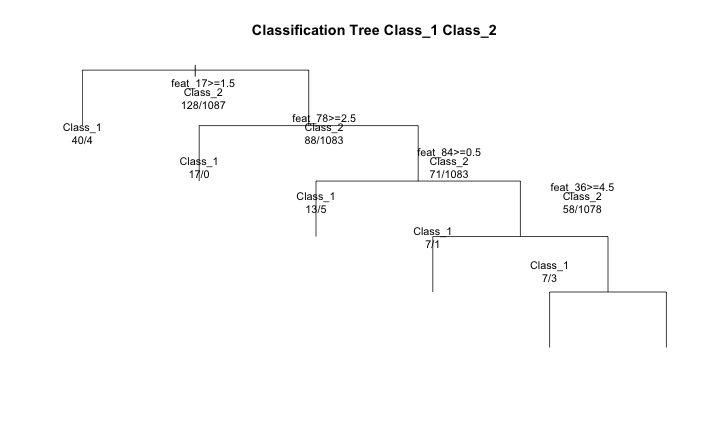 Classification Tree Class_1 Class_2
feat_17>=1.5
Class_2
128/1087
Class_1
40/4
feat_78>=2.5
Class_2
88/1083
Class_1
17/0
feat_84>=0.5
Class_2
71/1083
Class_1
13/5
feat_36>=4.5
Class_2
58/1078
Class_1
7/1
Class_1
7/3